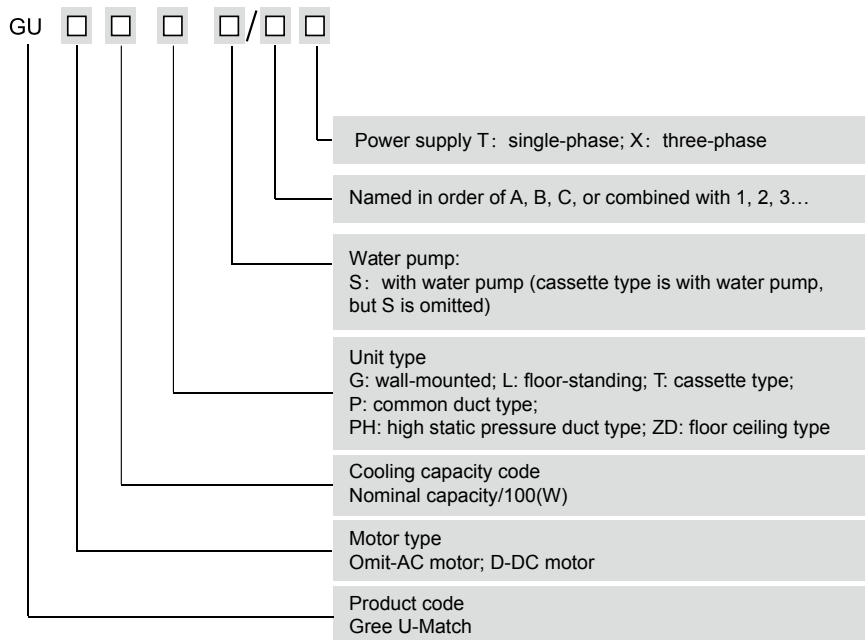 GU □ □ □ □/□ □
Power supply T：single-phase; X：three-phase
Named in order of A, B, C, or combined with 1, 2, 3…
Water pump:
S：with water pump (cassette type is with water pump,
but S is omitted)
Unit type
G: wall-mounted; L: floor-standing; T: cassette type;
P: common duct type;
PH: high static pressure duct type; ZD: floor ceiling type
Cooling capacity code
Nominal capacity/100(W)
Motor type
Omit-AC motor; D-DC motor
Product code
Gree U-Match